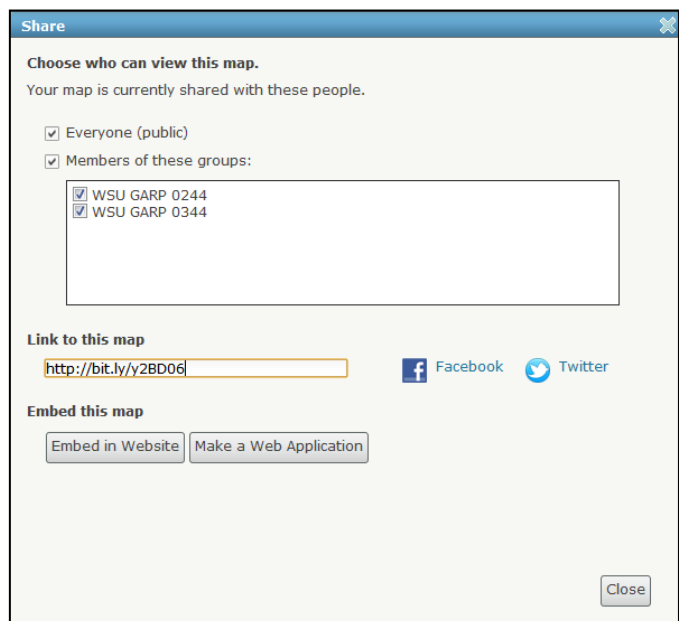 Share
Choose who can view this map.
Your map is currently shared with these people.
Everyone (public)
Members of these groups:
WSU GARP 0244
WSU GARP 0344
Link to this map
http://bit.ly/y2BD06
Facebook
Twitter
Embed this map
Embed in Website
Make a Web Application
Close